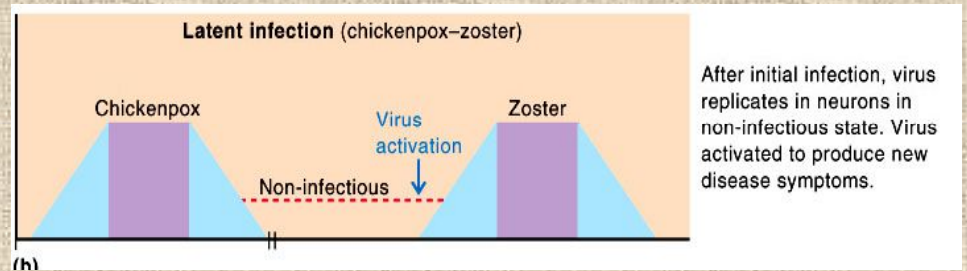 Latent infection (chickenpox–zoster)
Chickenpox
Zoster
Virus
activation
Non-infectious
After initial infection, virus
replicates in neurons in
non-infectious state. Virus
activated to produce new
disease symptoms.
(b)